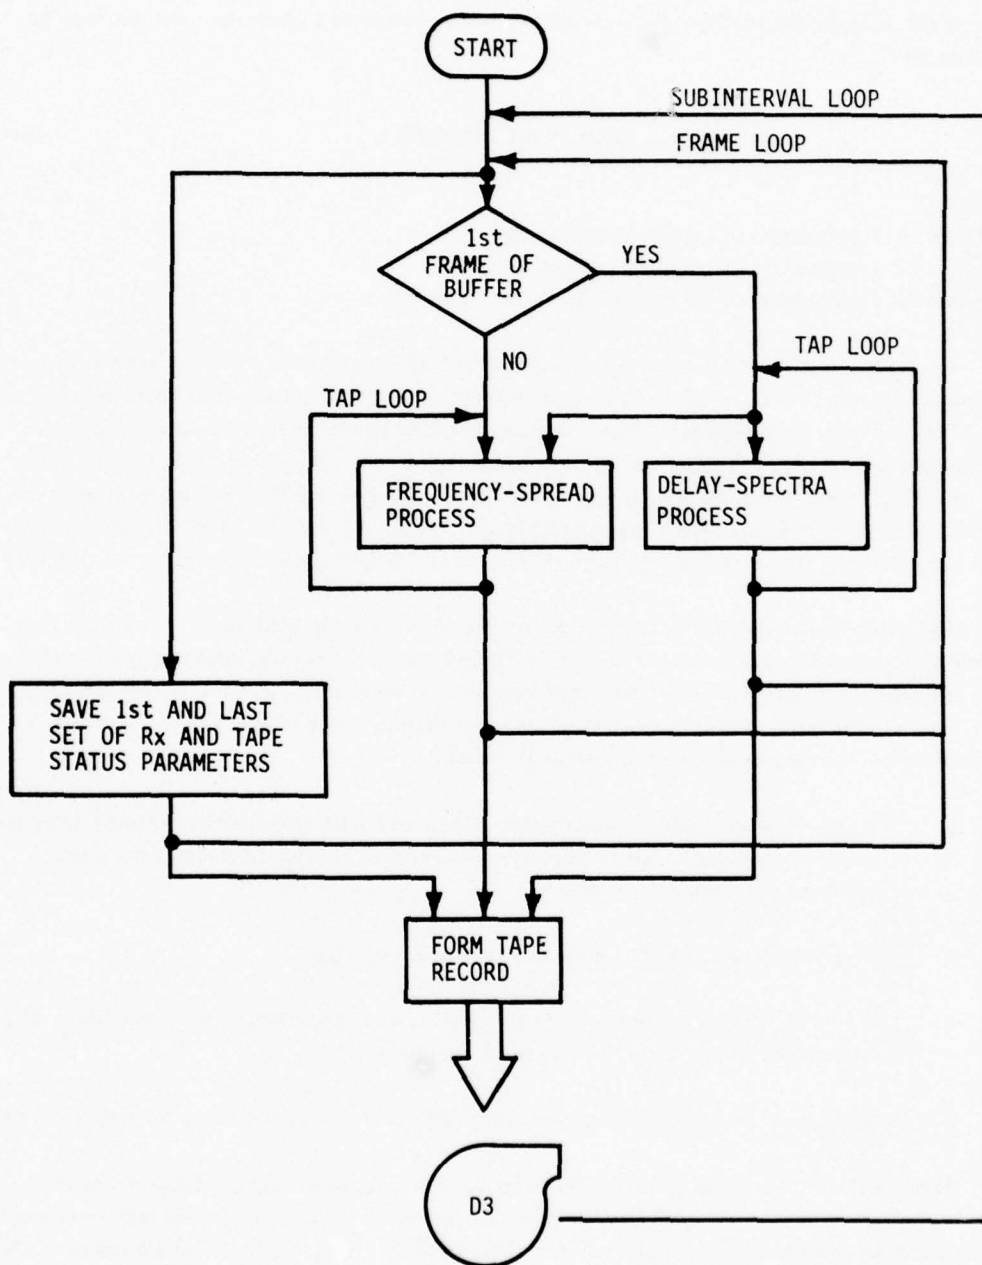 START
SUBINTERVAL LOOP
FRAME LOOP
1st
FRAME OF
BUFFER
YES
NO
TAP LOOP
TAP LOOP
FREQUENCY-SPREAD
PROCESS
DELAY-SPECTRA
PROCESS
SAVE 1st AND LAST
SET OF Rx AND TAPE
STATUS PARAMETERS
FORM TAPE
RECORD
D3